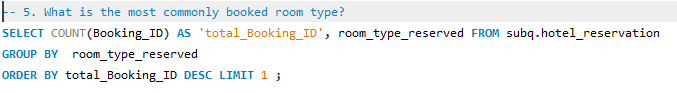 -- 5. What is the most commonly booked room type?
SELECT COUNT(Booking_ID) AS 'total_Booking_ID', room_type_reserved FROM subq.hotel_reservation
GROUP BY  room_type_reserved
ORDER BY total_Booking_ID DESC LIMIT 1 ;